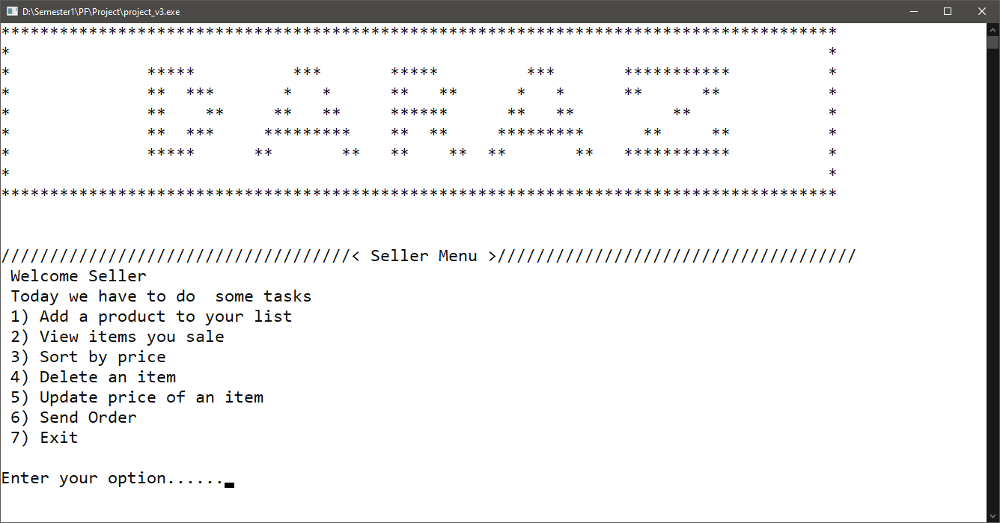 D:\Semester1\PF\Project\project_v3.exe
**************************************************************************************
*                                                                                    *
*              *****          ***       *****         ***       ***********          *
*              **  ***       *   *      **   **      *   *      **      **           *
*              **    **     **   **     ******      **   **          **              *
*              **  ***     *********    **  **     *********      **     **          *
*              *****      **       **   **    **  **       **   ***********          *
*                                                                                    *
**************************************************************************************
////////////////////////////////////< Seller Menu >/////////////////////////////////////
 Welcome Seller
 Today we have to do  some tasks
 1) Add a product to your list
 2) View items you sale
 3) Sort by price
 4) Delete an item
 5) Update price of an item
 6) Send Order
 7) Exit
Enter your option......